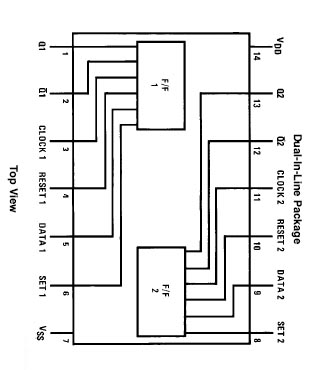 Dual-In-Line Package
VDD
Q2
Q̅2
CLOCK 2
RESET 2
DATA 2
SET 2
14
13
12
11
10
9
8
F/F
1
F/F
2
1
2
3
4
5
6
7
Q1
Q̅1
CLOCK 1
RESET 1
DATA 1
SET 1
VSS
Top View